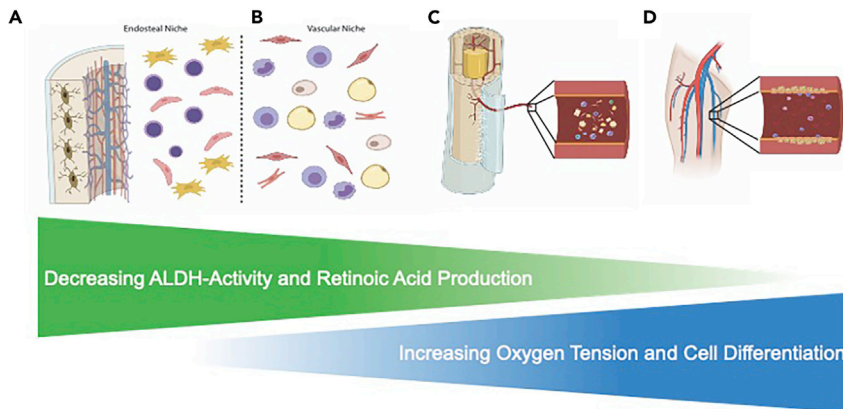 A
Endosteal Niche
B
Vascular Niche
C
D
Decreasing ALDH-Activity and Retinoic Acid Production
Increasing Oxygen Tension and Cell Differentiation